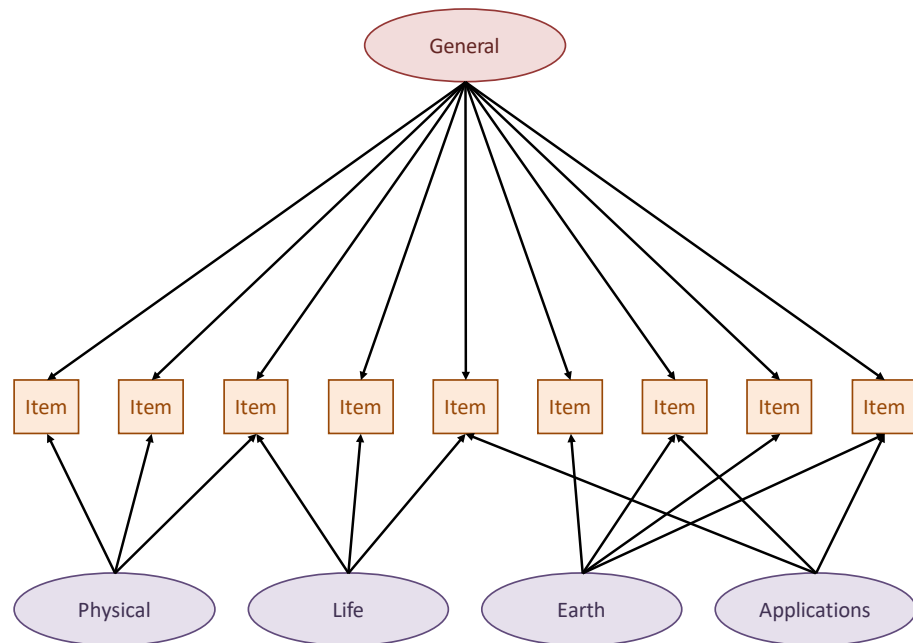 General
Item
Item
Item
Item
Item
Item
Item
Item
Item
Physical
Life
Earth
Applications